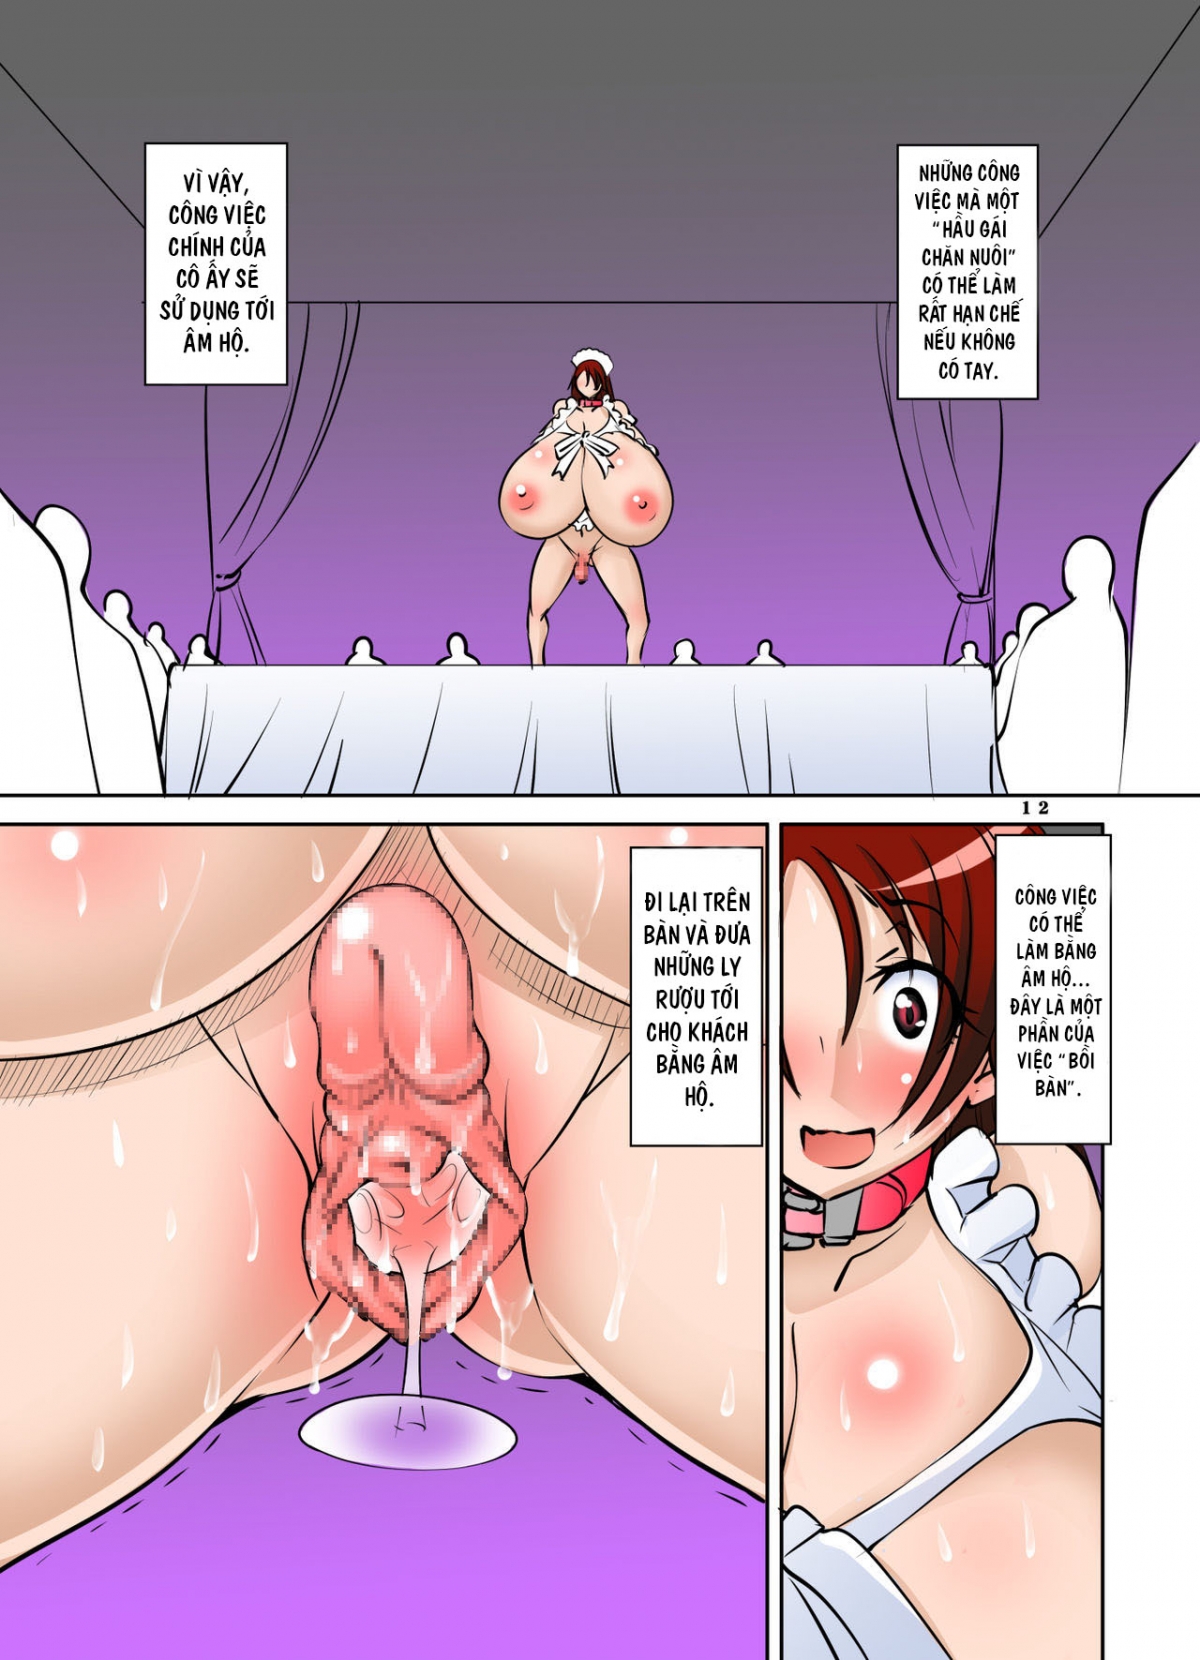 NHỮNG CÔNG
VIỆC MÀ MỘT
"HẦU GÁI
CHĂN NUÔI"
CÓ THỂ LÀM
RẤT HẠN CHẾ
NẾU KHÔNG
CÓ TAY.
VÌ VẬY,
CÔNG VIỆC
CHÍNH CỦA
CÔ ẤY SẼ
SỬ DỤNG TỚI
ÂM HỘ.
12
CÔNG VIỆC
CÓ THỂ
LÀM BẰNG
ÂM HỘ...
ĐÂY LÀ MỘT
PHẦN CỦA
VIỆC "BỒI
BÀN".
ĐI LẠI TRÊN
BÀN VÀ ĐƯA
NHỮNG LY
RƯỢU TỚI
CHO KHÁCH
BẰNG ÂM
HỘ.